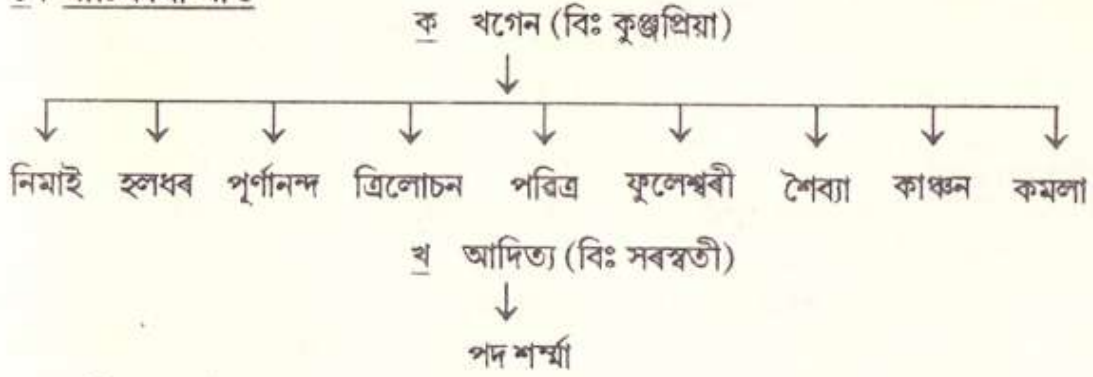 ক খগেন (বিঃ কুঞ্জপ্ৰিয়া)
নিমাই হলধৰ পূৰ্ণানন্দ ত্ৰিলোচন পবিত্ৰ ফুলেশ্বৰী শৈব্যা কাঞ্চন কমলা
খ আদিত্য (বিঃ সৰস্বতী)
পদ শৰ্ম্মা